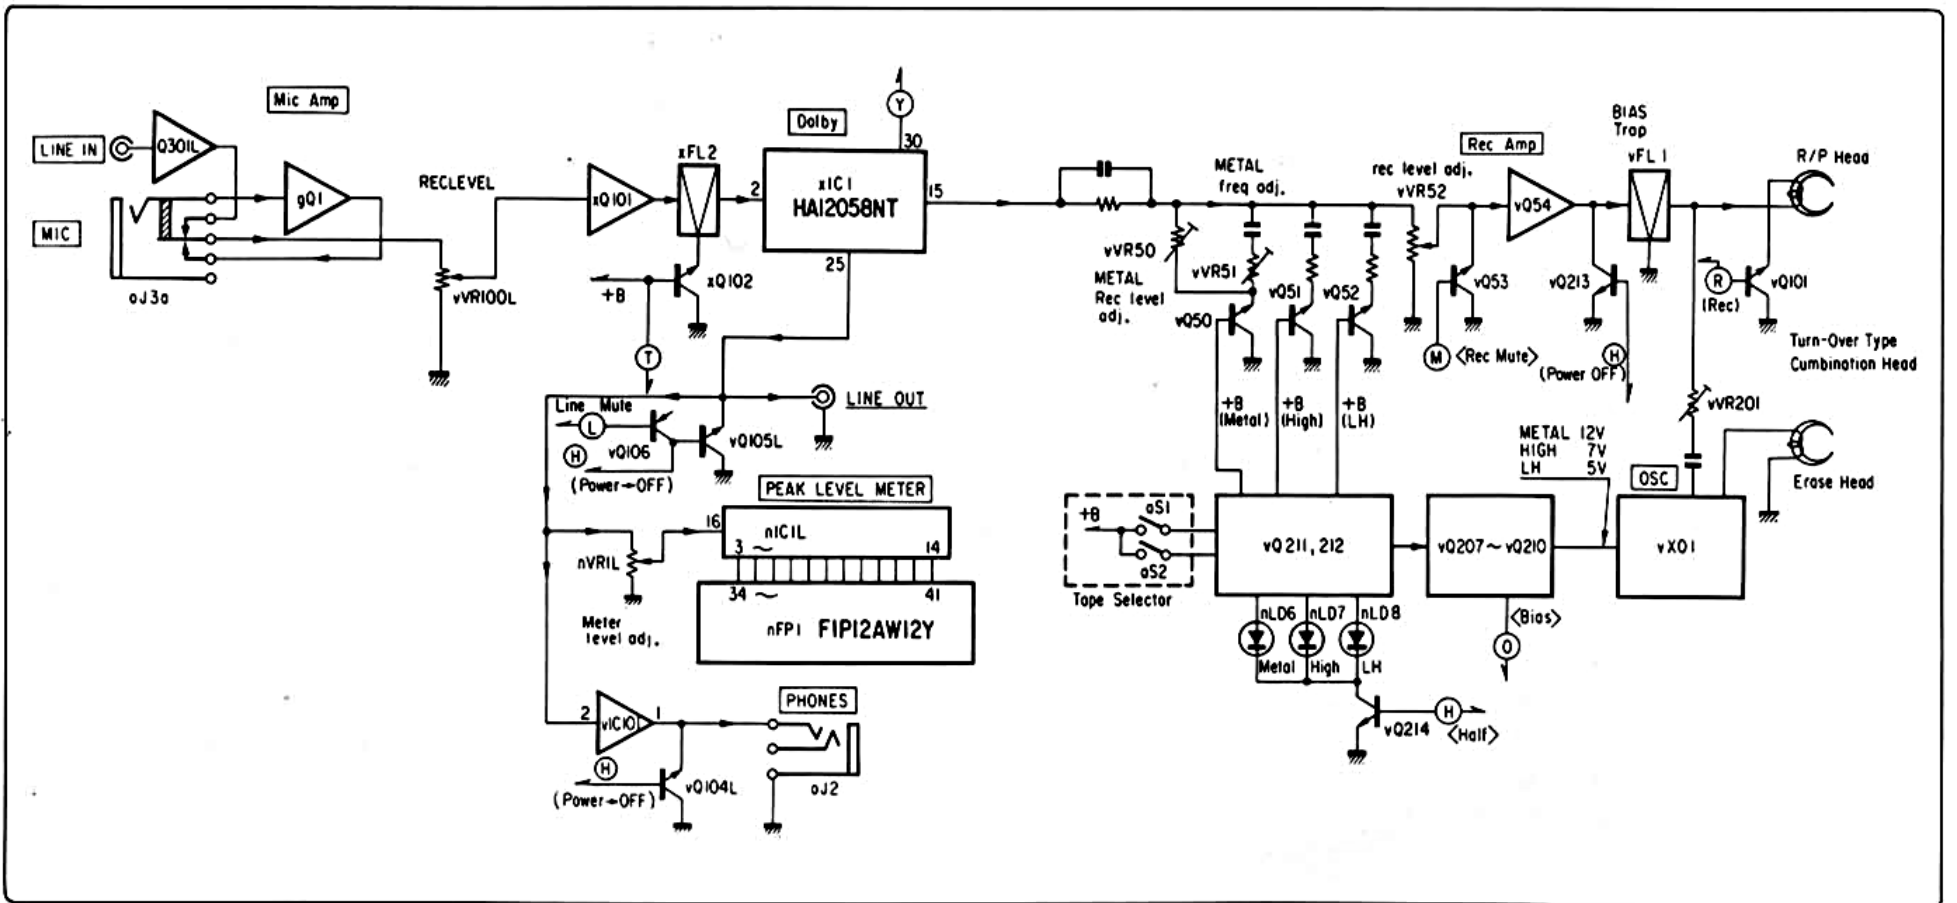 Mic Amp
LINE IN
Q301L
gQ1
MIC
aJ3a
RECLEVEL
vVR100L
xQ101
xFL2
Dolby
Y
30
2
xIC1
HA12058NT
15
25
+B
xQ102
T
Line Mute
L
LINE OUT
vQ106
vQ105L
H
(Power→OFF)
PEAK LEVEL METER
16
nIC1L
3 ~ 14
nVR1L
34 ~ 41
nFP1 FIP12AW12Y
Meter
level adj.
PHONES
2
vIC10
1
H
(Power→OFF)
vQ104L
aJ2
METAL
freq adj.
rec level adj.
vVR52
Rec Amp
vQ54
BIAS
Trap
vFL1
R/P Head
vVR50
METAL
Rec level
adj.
vVR51
vQ50
vQ51
vQ52
vQ53
M
<Rec Mute>
vQ213
H
(Power OFF)
R
(Rec)
vQ101
Turn-Over Type
Cumbination Head
+B
(Metal)
+B
(High)
+B
(LH)
vVR201
METAL 12V
HIGH 7V
LH 5V
OSC
Erase Head
+B
aS1
aS2
Tape Selector
vQ211,212
vQ207~vQ210
vX01
nLD6
nLD7
nLD8
Metal
High
LH
<Bias>
O
vQ214
H
<Half>